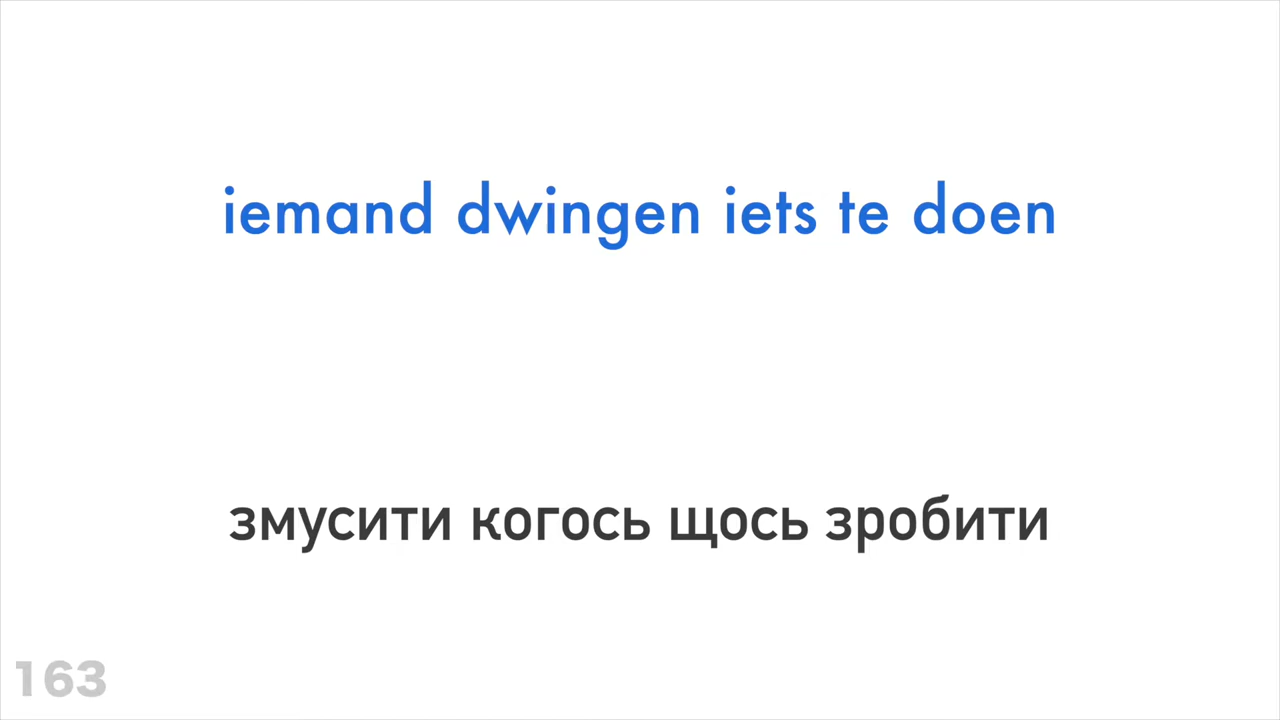 iemand dwingen iets te doen
змусити когось щось зробити
163